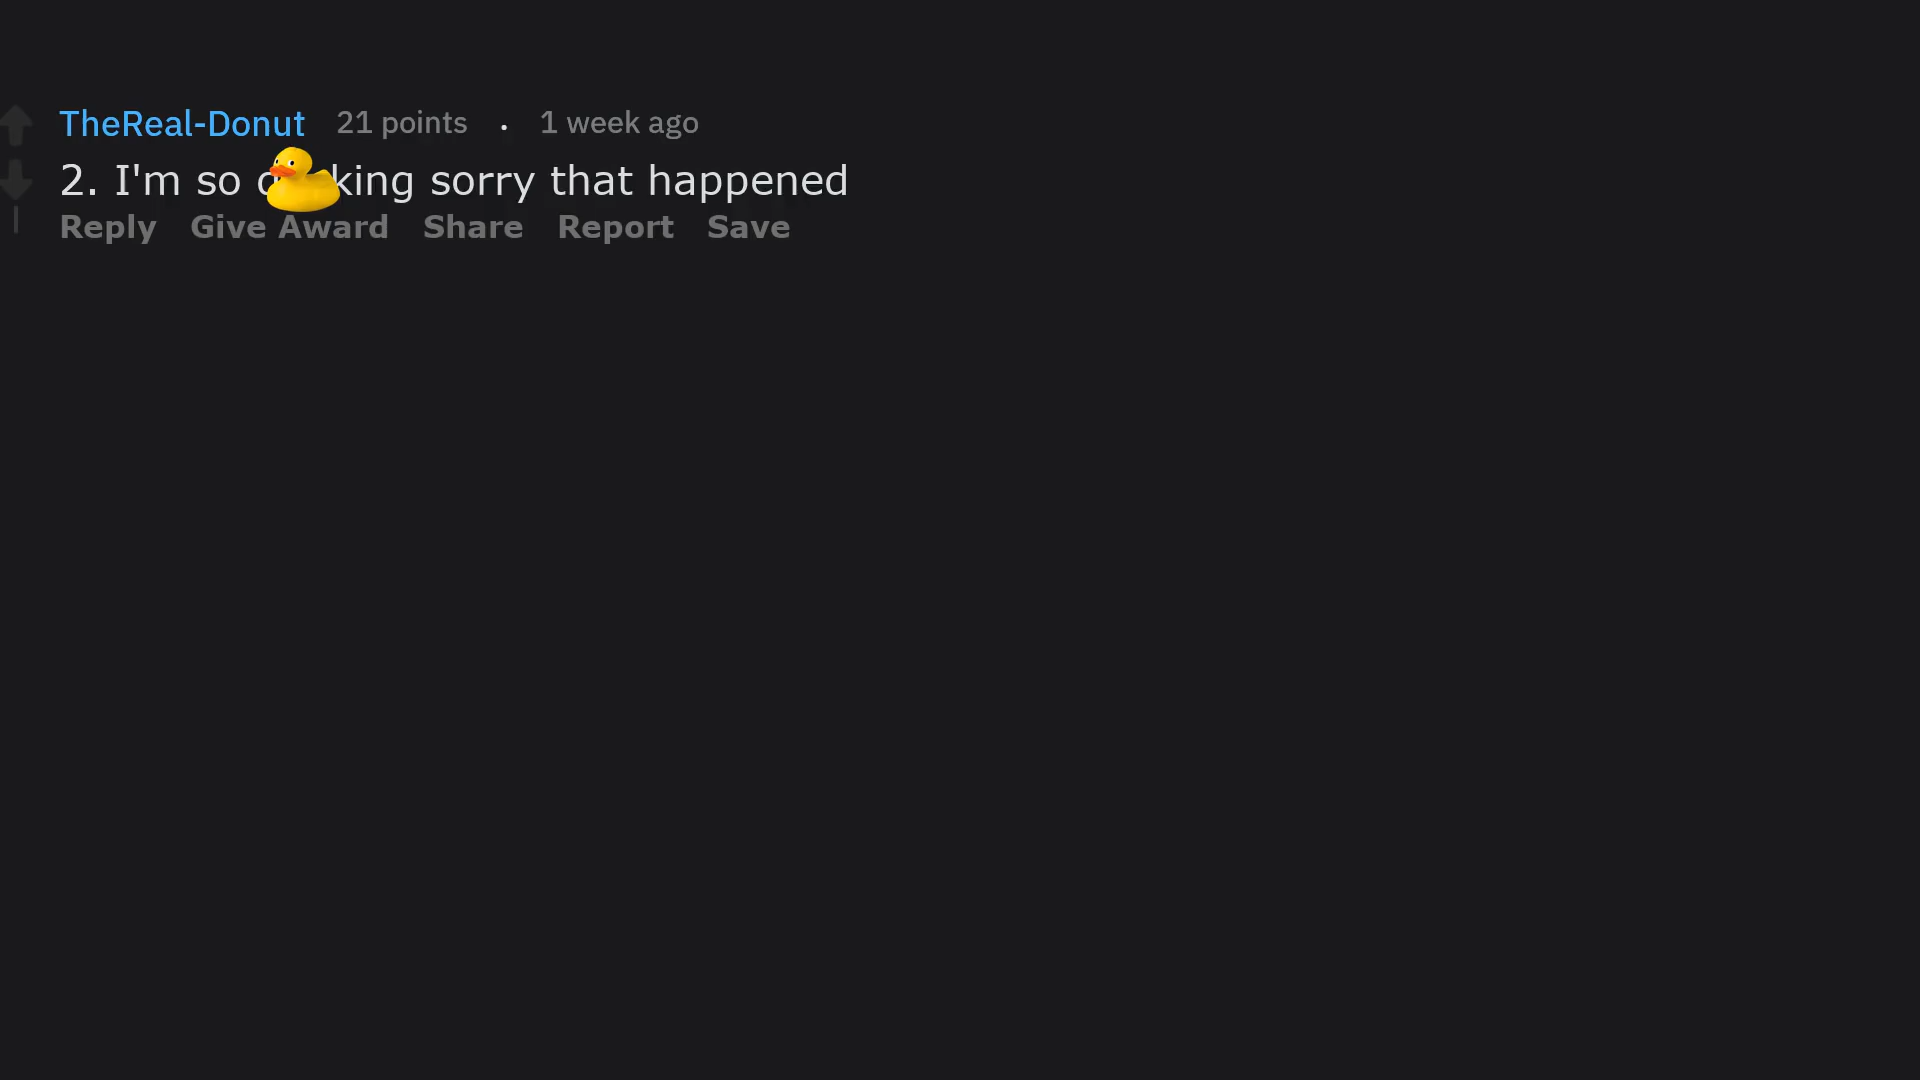 TheReal-Donut 21 points . 1 week ago
2. I'm so sorry that happened
Reply Give Award Share Report Save